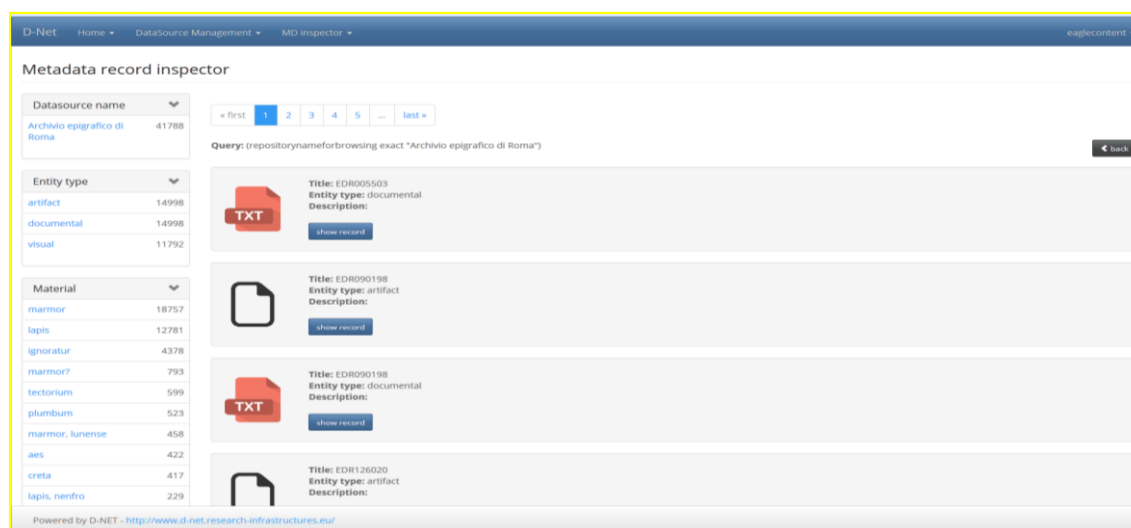 D-Net Home DataSource Management MD inspector eaglecontent
Metadata record inspector
Datasource name
Archivio epigrafico di Roma 41788
Entity type
artifact 14998
documental 14998
visual 11792
Material
marmor 18757
lapis 12781
ignoratur 4378
marmor? 793
tectorium 599
plumbum 523
marmor, lunense 458
aes 422
creta 417
lapis, nenfro 229
« first 1 2 3 4 5 ... last »
Query: (repositorynameforbrowsing exact "Archivio epigrafico di Roma")
back
TXT
Title: EDR005503
Entity type: documental
Description:
show record
Title: EDR090198
Entity type: artifact
Description:
show record
TXT
Title: EDR090198
Entity type: documental
Description:
show record
Title: EDR126020
Entity type: artifact
Description:
Powered by D-NET - http://www.d-net.research-infrastructures.eu/